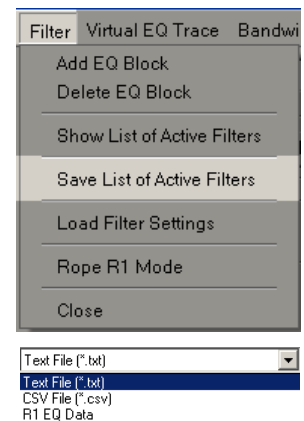 Filter Virtual EQ Trace
Add EQ Block
Delete EQ Block
Show List of Active Filters
Save List of Active Filters
Load Filter Settings
Rope R1 Mode
Close
Text File (*.txt)
Text File (*.txt)
CSV File (*.csv)
R1 EQ Data